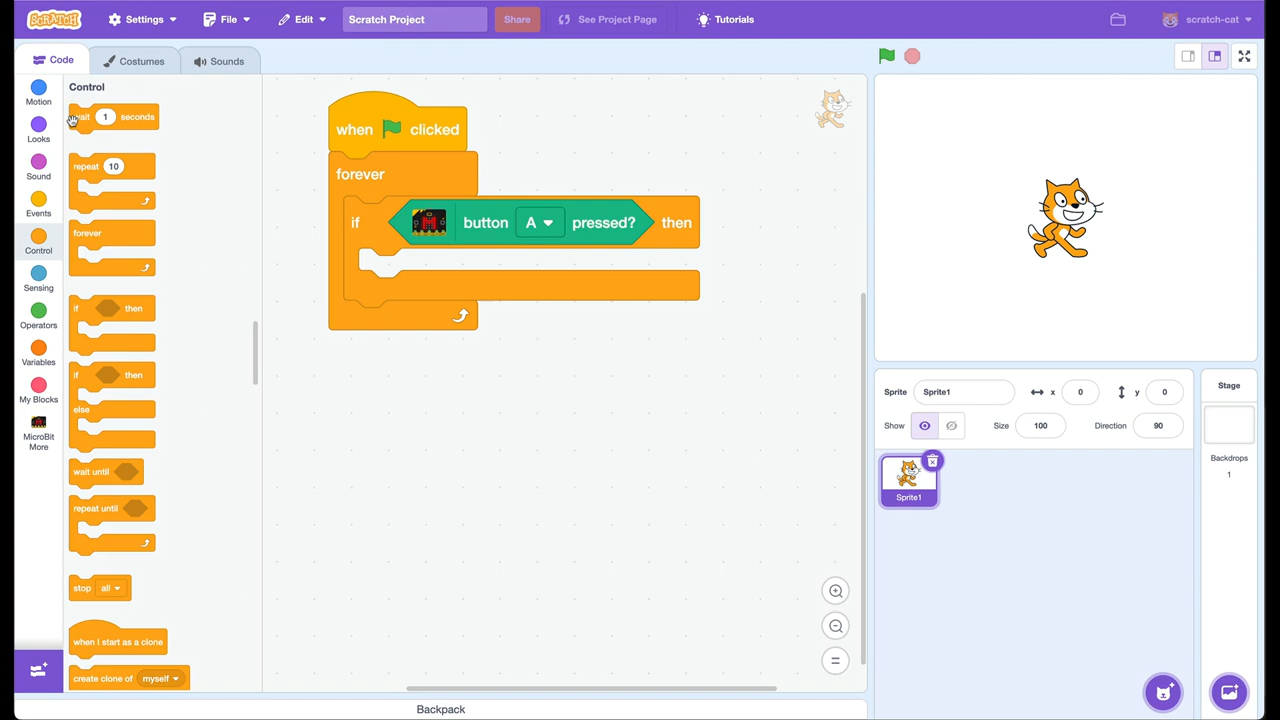 SCRATCH
Settings
File
Edit
Scratch Project
Share
See Project Page
Tutorials
scratch-cat
Code
Costumes
Sounds
Motion
Looks
Sound
Events
Control
Sensing
Operators
Variables
My Blocks
MicroBit
More
Control
wait 1 seconds
repeat 10
forever
if then
if then
else
wait until
repeat until
stop all
when I start as a clone
create clone of myself
when clicked
forever
if button A pressed? then
Sprite Sprite1 x 0 y 0
Show Size 100 Direction 90
Sprite1
Stage
Backdrops
1
Backpack